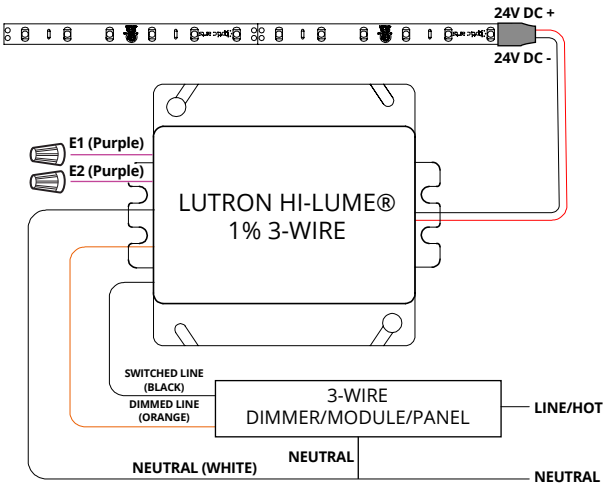 24V DC +
24V DC -
E1 (Purple)
E2 (Purple)
LUTRON HI-LUME®
1% 3-WIRE
SWITCHED LINE
(BLACK)
DIMMED LINE
(ORANGE)
3-WIRE
DIMMER/MODULE/PANEL
LINE/HOT
NEUTRAL
NEUTRAL (WHITE)
NEUTRAL